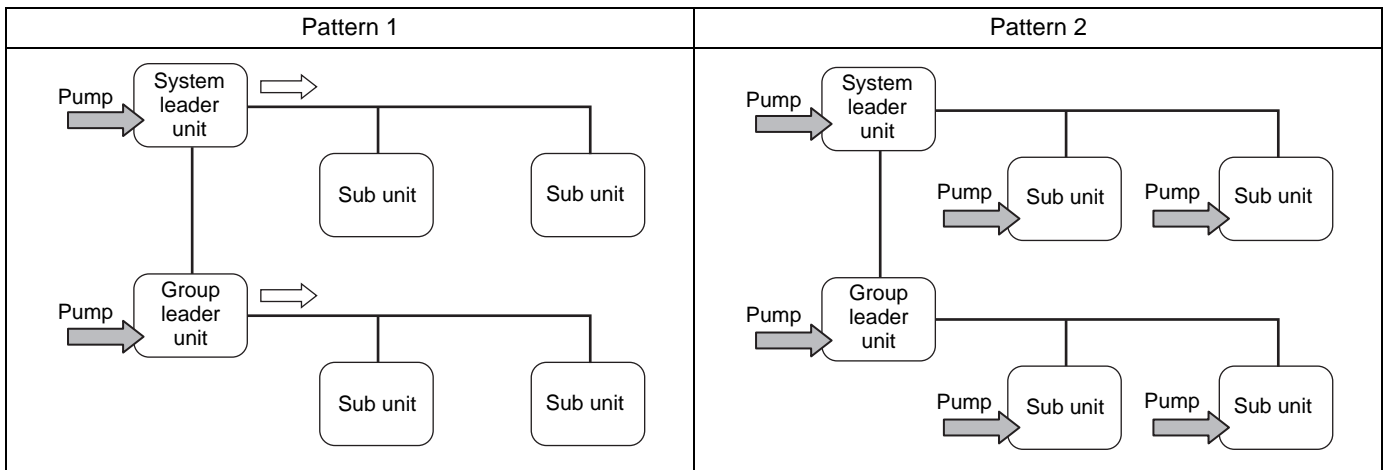 Pattern 1
Pump
System
leader
unit
Sub unit
Sub unit
Pump
Group
leader
unit
Sub unit
Sub unit
Pattern 2
Pump
System
leader
unit
Pump
Sub unit
Pump
Sub unit
Pump
Group
leader
unit
Pump
Sub unit
Pump
Sub unit